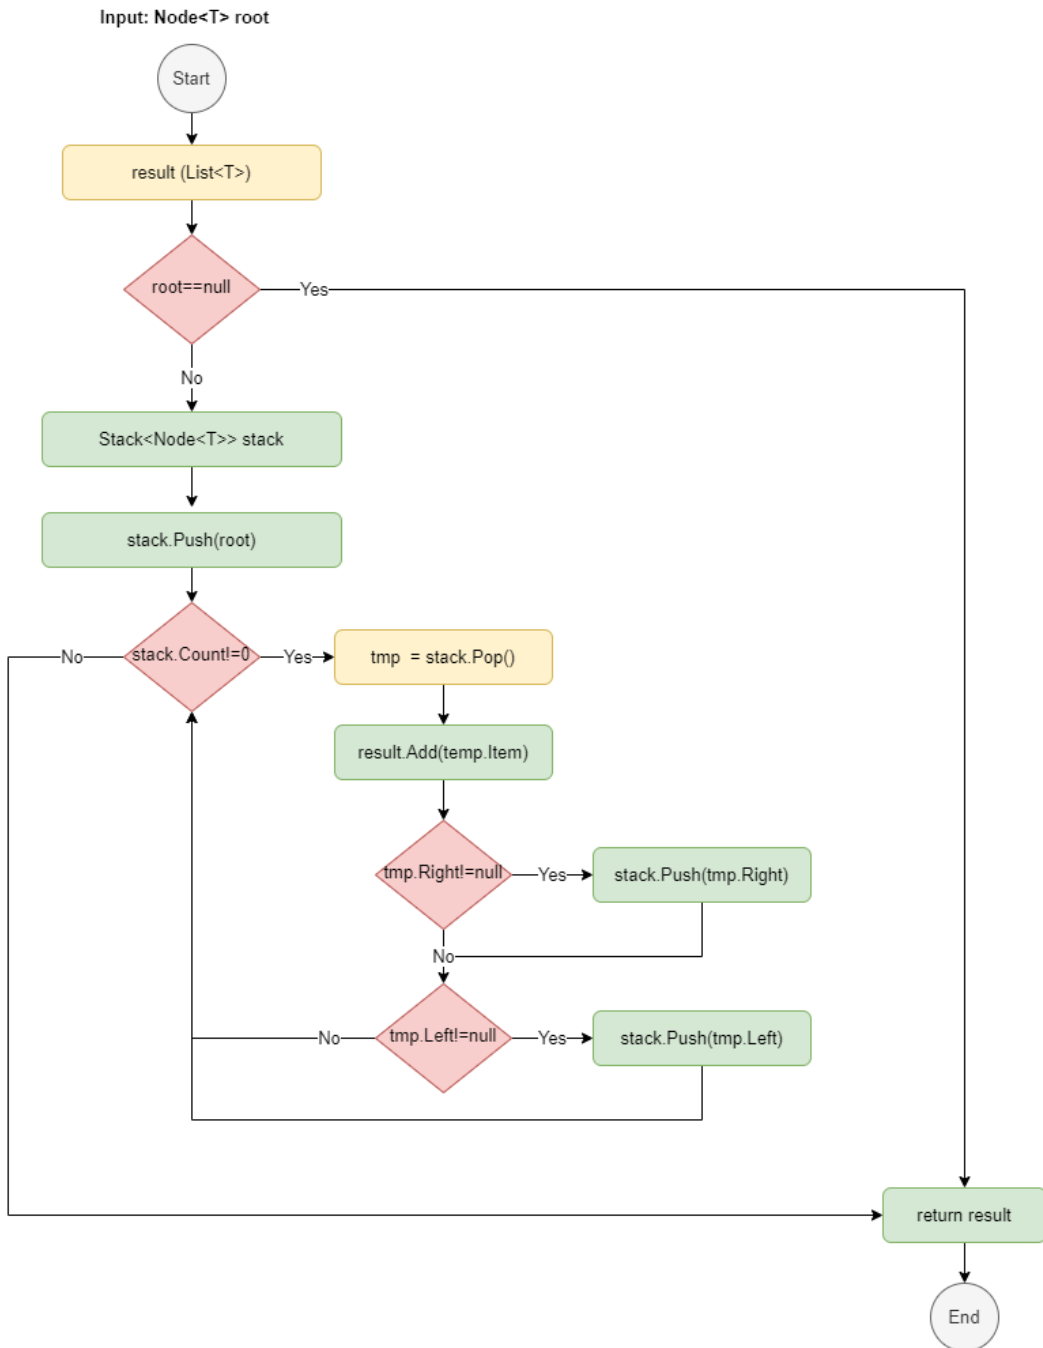 Input: Node<T> root
Start
result (List<T>)
root==null
Yes
No
Stack<Node<T>> stack
stack.Push(root)
No
stack.Count!=0
Yes
tmp = stack.Pop()
result.Add(temp.Item)
tmp.Right!=null
Yes
stack.Push(tmp.Right)
No
No
tmp.Left!=null
Yes
stack.Push(tmp.Left)
return result
End